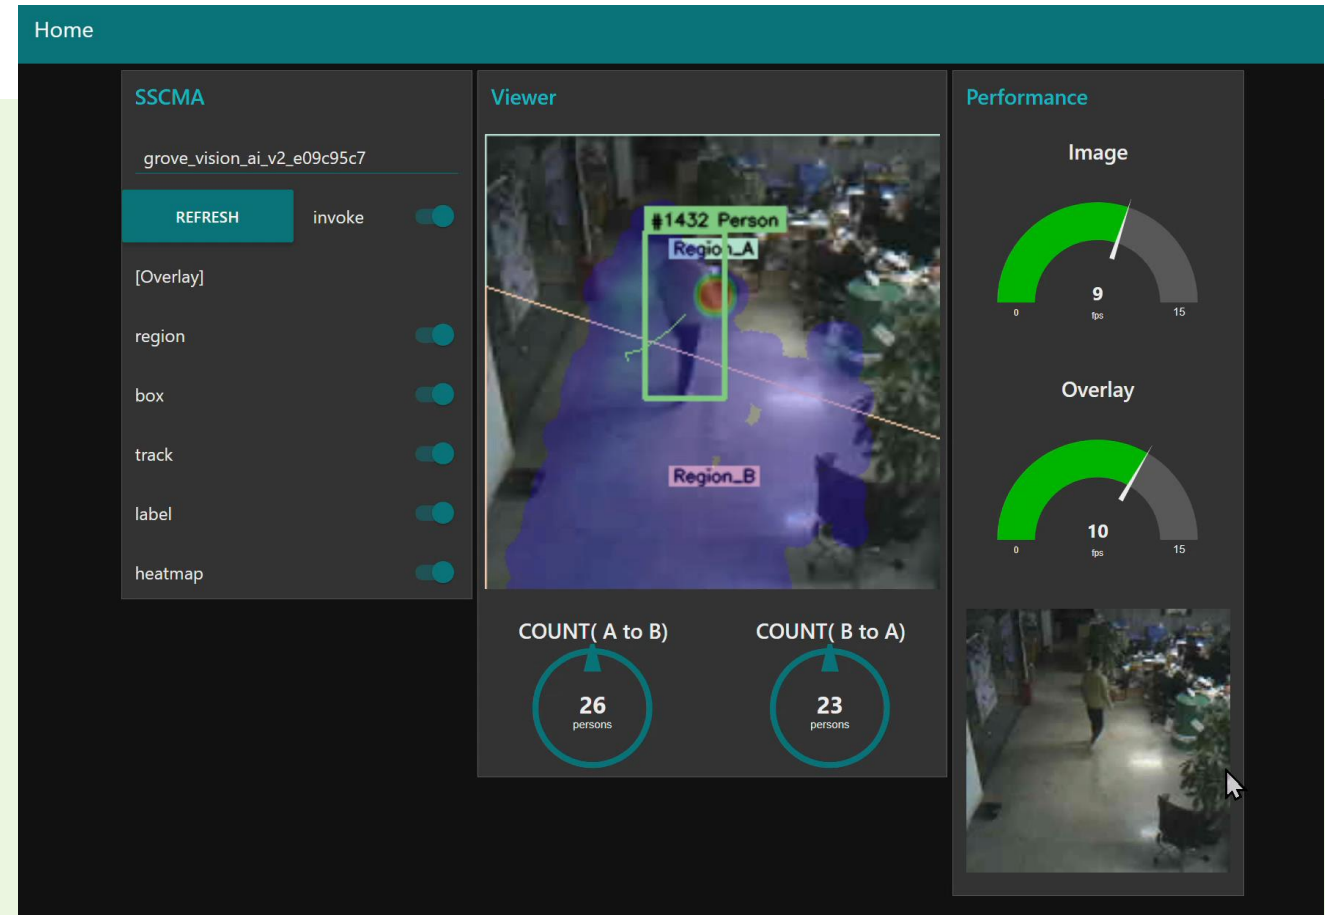 Home
SSCMA
grove_vision_ai_v2_e09c95c7
REFRESH
invoke
[Overlay]
region
box
track
label
heatmap
Viewer
#1432 Person
Region_A
Region_B
COUNT( A to B)
26
persons
COUNT( B to A)
23
persons
Performance
Image
9
fps
0
15
Overlay
10
fps
0
15